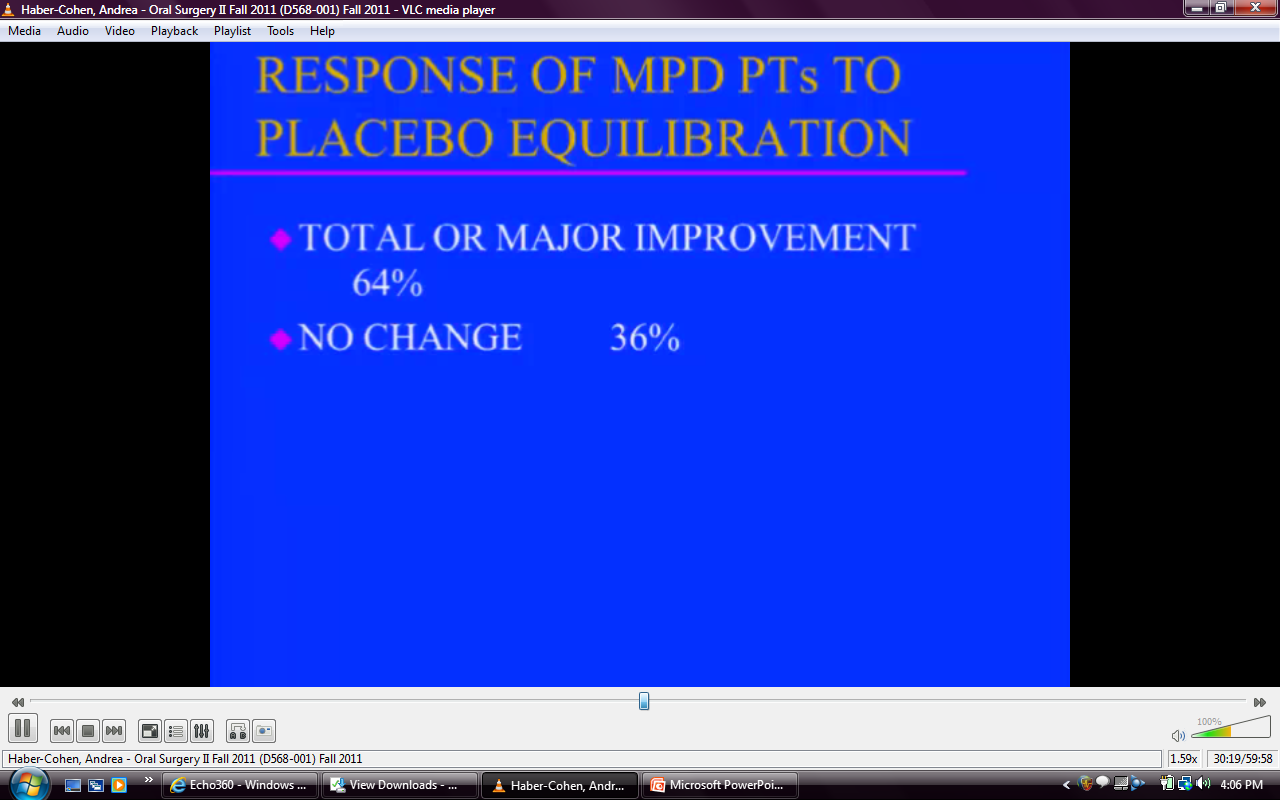 Haber-Cohen, Andrea - Oral Surgery II Fall 2011 (D568-001) Fall 2011 - VLC media player
Media Audio Video Playback Playlist Tools Help
RESPONSE OF MPD PTs TO
PLACEBO EQUILIBRATION
TOTAL OR MAJOR IMPROVEMENT
64%
NO CHANGE 36%
100%
Haber-Cohen, Andrea - Oral Surgery II Fall 2011 (D568-001) Fall 2011
1.59x 30:19/59:58
Echo360 - Windows ... View Downloads - ... Haber-Cohen, Andr... Microsoft PowerPoi... 4:06 PM